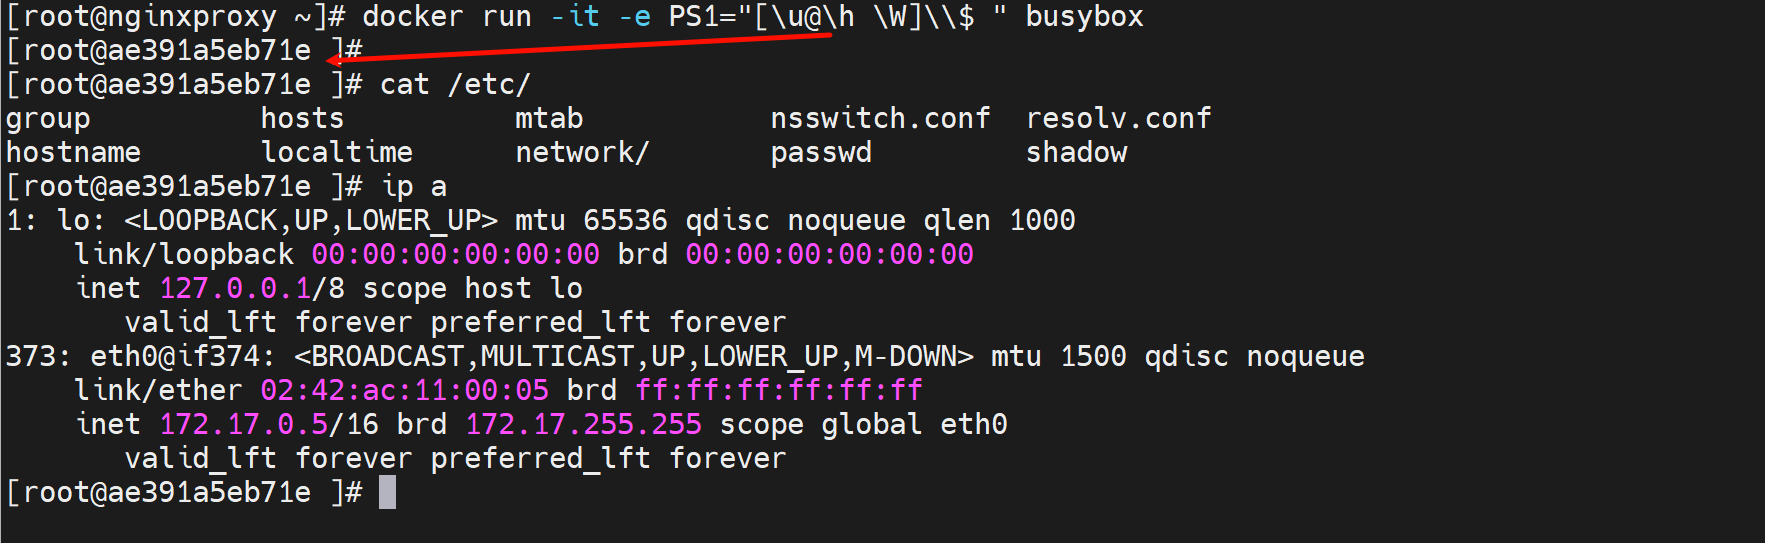 [root@nginxproxy ~]# docker run -it -e PS1="[\u@\h \W]\\$ " busybox
[root@ae391a5eb71e ]#
[root@ae391a5eb71e ]# cat /etc/
group          hosts          mtab           nsswitch.conf  resolv.conf
hostname       localtime      network/       passwd         shadow
[root@ae391a5eb71e ]# ip a
1: lo: <LOOPBACK,UP,LOWER_UP> mtu 65536 qdisc noqueue qlen 1000
    link/loopback 00:00:00:00:00:00 brd 00:00:00:00:00:00
    inet 127.0.0.1/8 scope host lo
       valid_lft forever preferred_lft forever
373: eth0@if374: <BROADCAST,MULTICAST,UP,LOWER_UP,M-DOWN> mtu 1500 qdisc noqueue
    link/ether 02:42:ac:11:00:05 brd ff:ff:ff:ff:ff:ff
    inet 172.17.0.5/16 brd 172.17.255.255 scope global eth0
       valid_lft forever preferred_lft forever
[root@ae391a5eb71e ]#